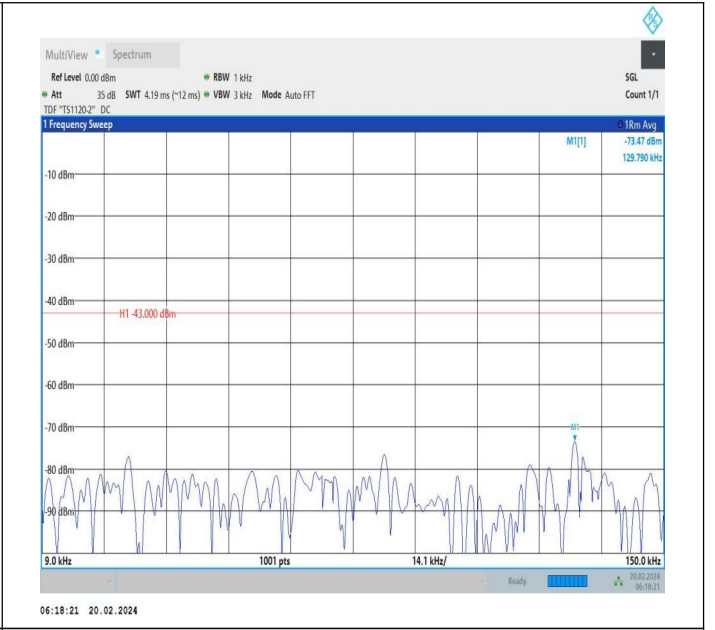 R&S
MultiView Spectrum
Ref Level 0.00 dBm RBW 1 kHz SGL
Att 35 dB SWT 4.19 ms (~12 ms) VBW 3 kHz Mode Auto FFT Count 1/1
TDF "TS1120-2" DC
1 Frequency Sweep 1Rm Avg
M1[1] -73.47 dBm
129.790 kHz
-10 dBm
-20 dBm
-30 dBm
-40 dBm
H1 -43.000 dBm
-50 dBm
-60 dBm
-70 dBm
M1
-80 dBm
-90 dBm
9.0 kHz 1001 pts 14.1 kHz/ 150.0 kHz
Ready 20.02.2024
06:18:21
06:18:21 20.02.2024